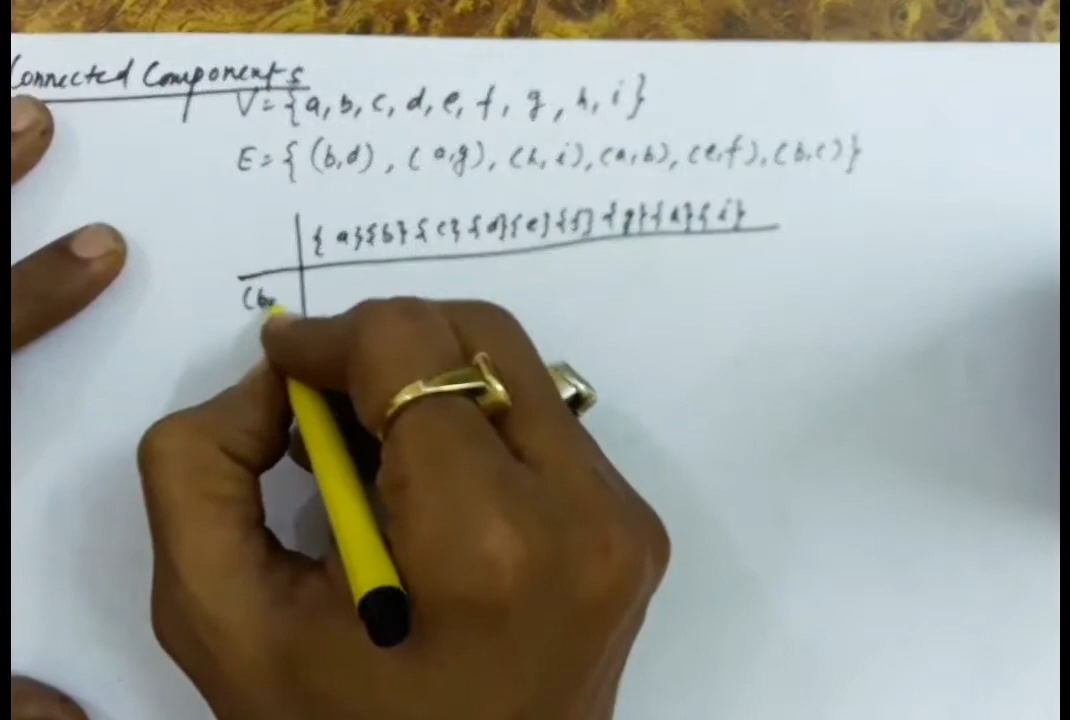 Connected Components
V = {a, b, c, d, e, f, g, h, i}
E = { (b,d), (a,g), (h,i), (a,b), (e,f), (b,c) }
{a}{b}{c}{d}{e}{f}{g}{h}{i}
(b,